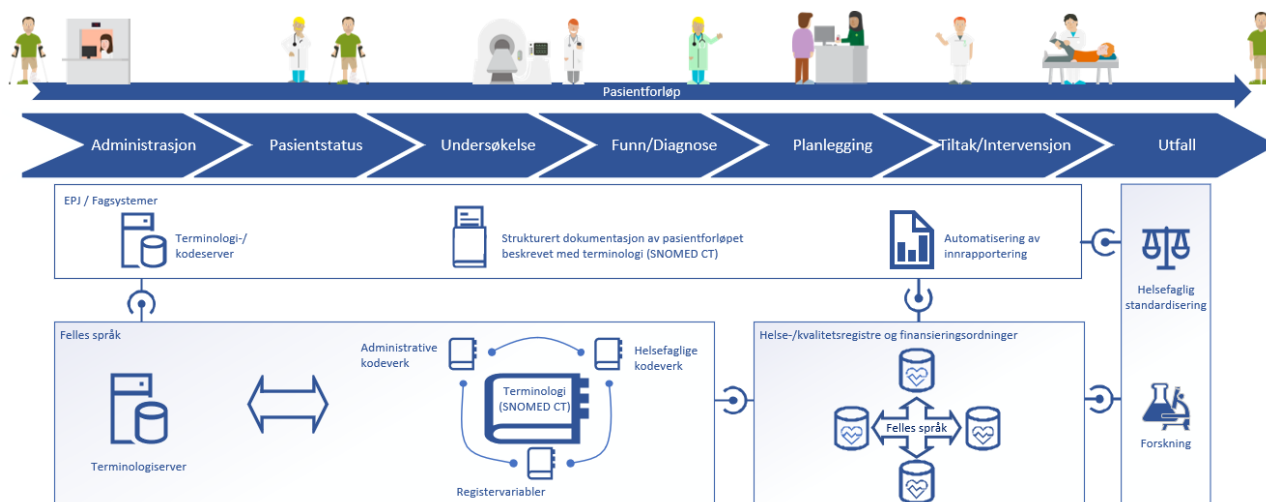 Pasientforløp
Administrasjon
Pasientstatus
Undersøkelse
Funn/Diagnose
Planlegging
Tiltak/Intervensjon
Utfall
EPJ / Fagsystemer
Terminologi-/
kodeserver
Strukturert dokumentasjon av pasientforløpet
beskrevet med terminologi (SNOMED CT)
Automatisering av
innrapportering
Helsefaglig
standardisering
Felles språk
Terminologiserver
Administrative
kodeverk
Helsefaglige
kodeverk
Terminologi
(SNOMED CT)
Registervariabler
Helse-/kvalitetsregistre og finansieringsordninger
Felles språk
Forskning